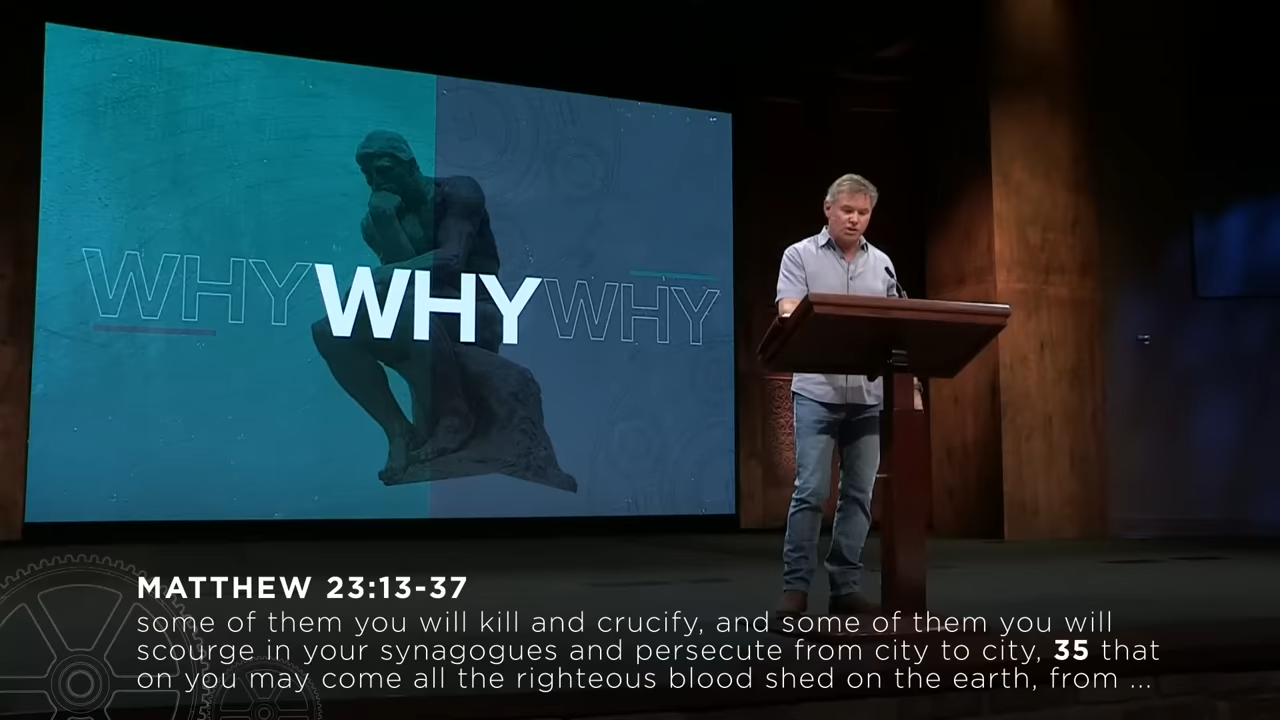 WHY WHY WHY
MATTHEW 23:13-37
some of them you will kill and crucify, and some of them you will
scourge in your synagogues and persecute from city to city, 35 that
on you may come all the righteous blood shed on the earth, from ...